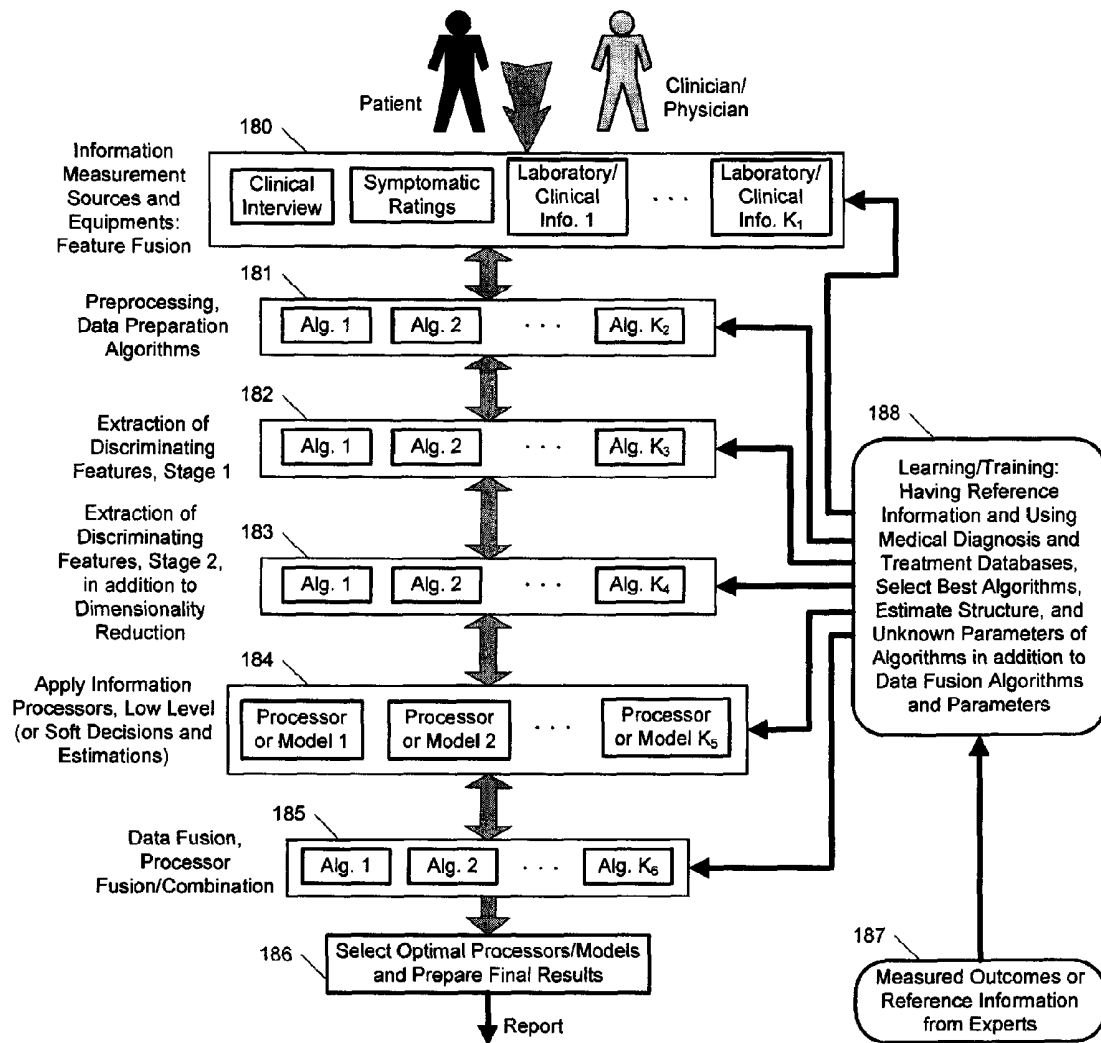 Patient
Clinician/
Physician
180
Information
Measurement
Sources and
Equipments:
Feature Fusion
Clinical
Interview
Symptomatic
Ratings
Laboratory/
Clinical
Info. 1
. . .
Laboratory/
Clinical
Info. K₁
181
Preprocessing,
Data Preparation
Algorithms
Alg. 1
Alg. 2
. . .
Alg. K₂
182
Extraction of
Discriminating
Features, Stage 1
Alg. 1
Alg. 2
. . .
Alg. K₃
183
Extraction of
Discriminating
Features, Stage 2,
in addition to
Dimensionality
Reduction
Alg. 1
Alg. 2
. . .
Alg. K₄
184
Apply Information
Processors, Low Level
(or Soft Decisions and
Estimations)
Processor
or Model 1
Processor
or Model 2
. . .
Processor
or Model K₅
185
Data Fusion,
Processor
Fusion/Combination
Alg. 1
Alg. 2
. . .
Alg. K₆
186
Select Optimal Processors/Models
and Prepare Final Results
Report
188
Learning/Training:
Having Reference
Information and Using
Medical Diagnosis and
Treatment Databases,
Select Best Algorithms,
Estimate Structure, and
Unknown Parameters of
Algorithms in addition to
Data Fusion Algorithms
and Parameters
187
Measured Outcomes or
Reference Information
from Experts